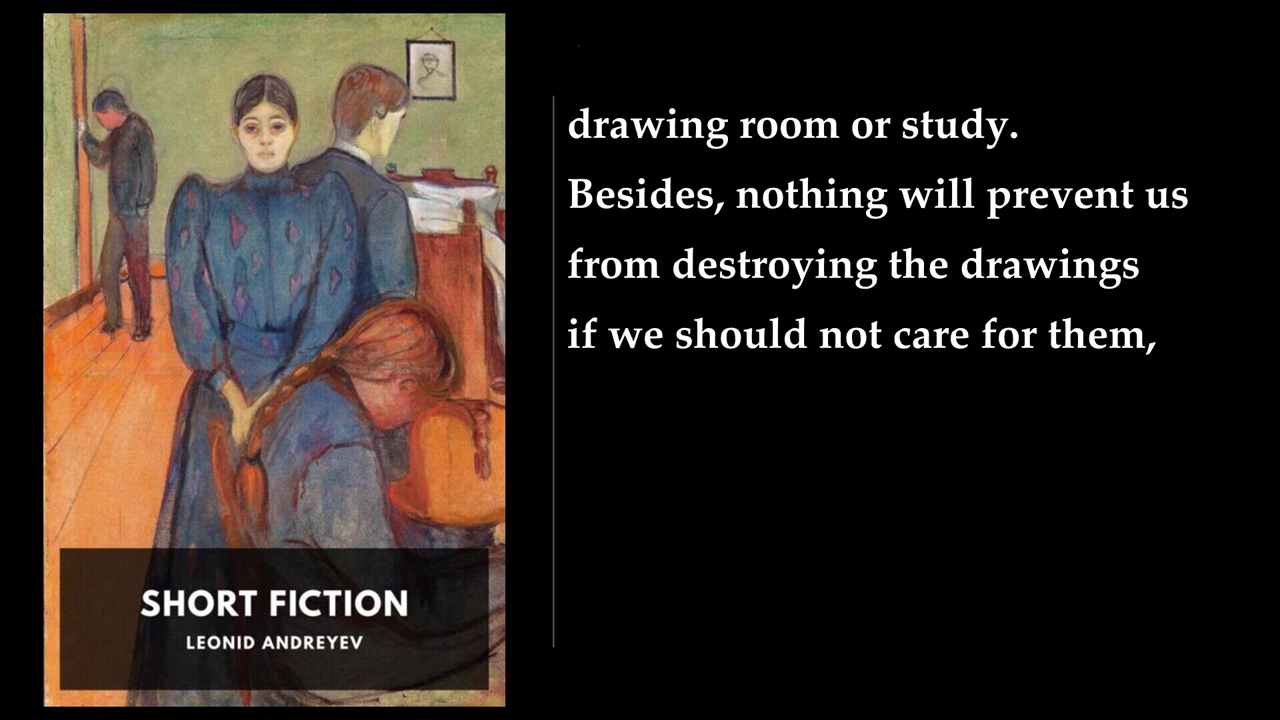 drawing room or study.
Besides, nothing will prevent us
from destroying the drawings
if we should not care for them,
SHORT FICTION
LEONID ANDREYEV